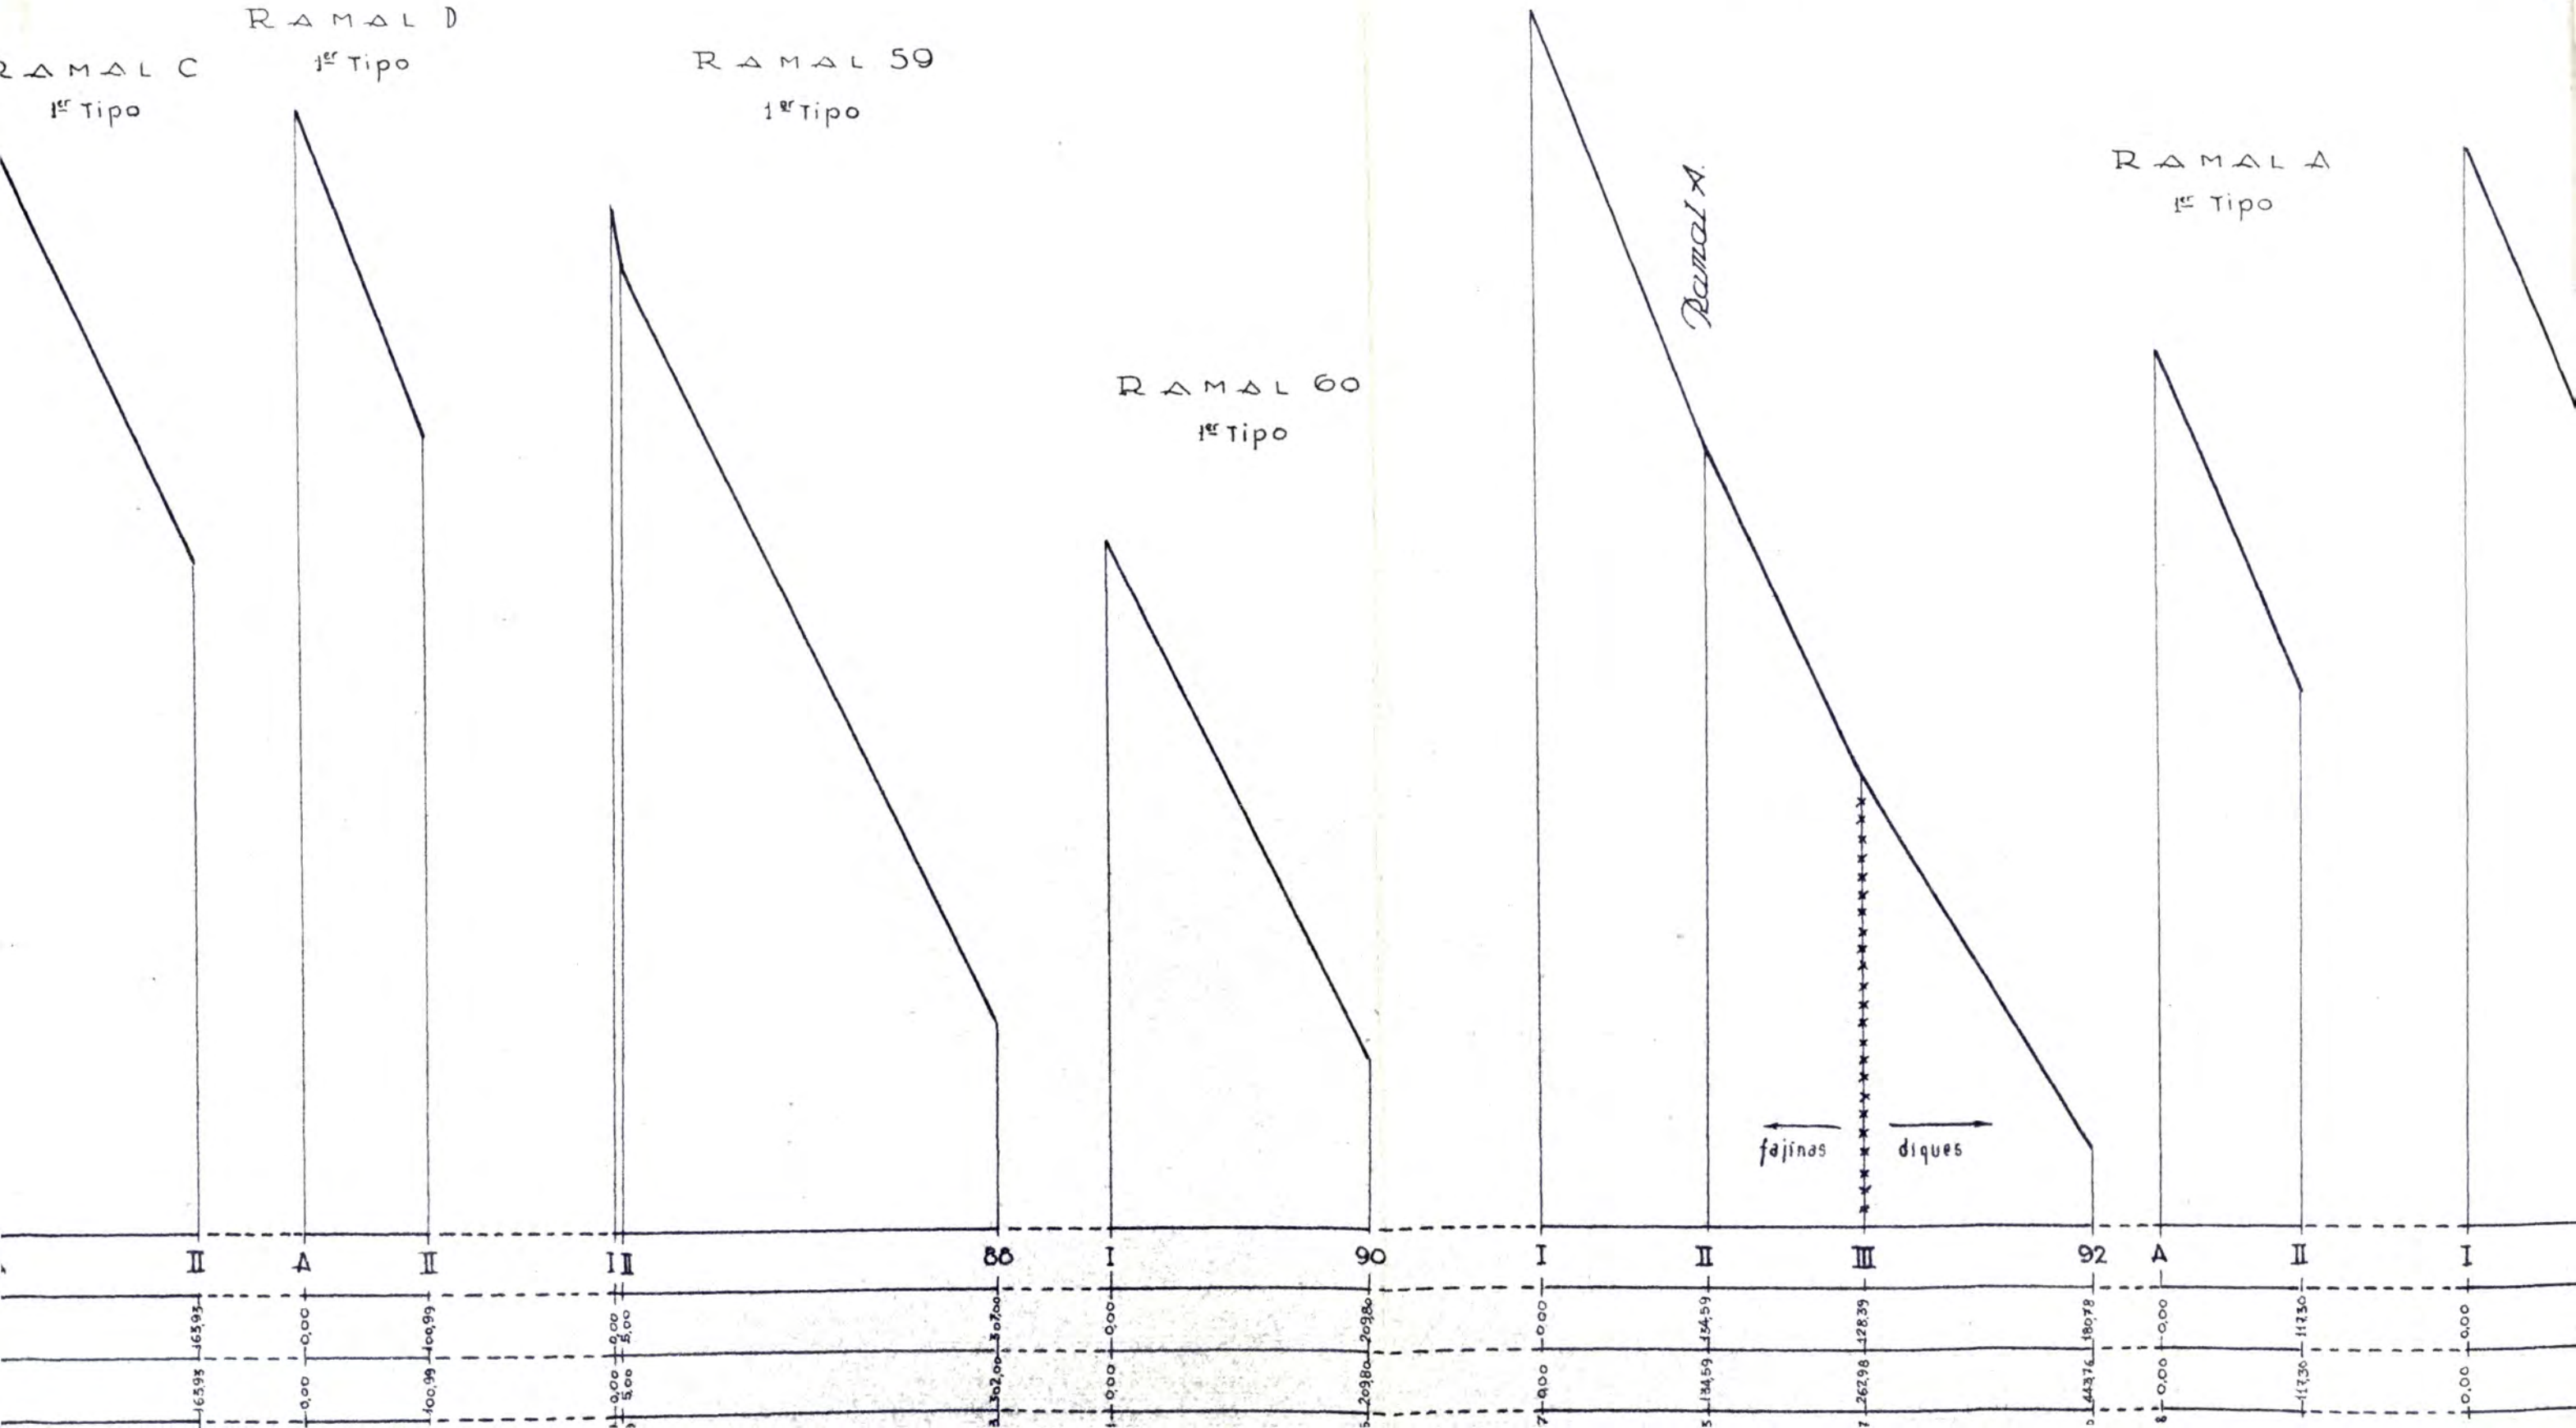 RAMAL D
1er Tipo
RAMAL C
1er Tipo
RAMAL 59
1er Tipo
RAMAL 60
1er Tipo
Ramal A.
RAMAL A
1er Tipo
fajinas
diques
II A II I II 88 I 90 I II III 92 A II I
163,93 0,00 100,99 0,00 5,00 307,00 0,00 209,80 0,00 134,59 128,39 180,78 0,00 117,30 0,00
163,93 0,00 100,99 0,00 5,00 302,00 0,00 209,80 0,00 134,59 262,98 443,76 0,00 117,30 0,00